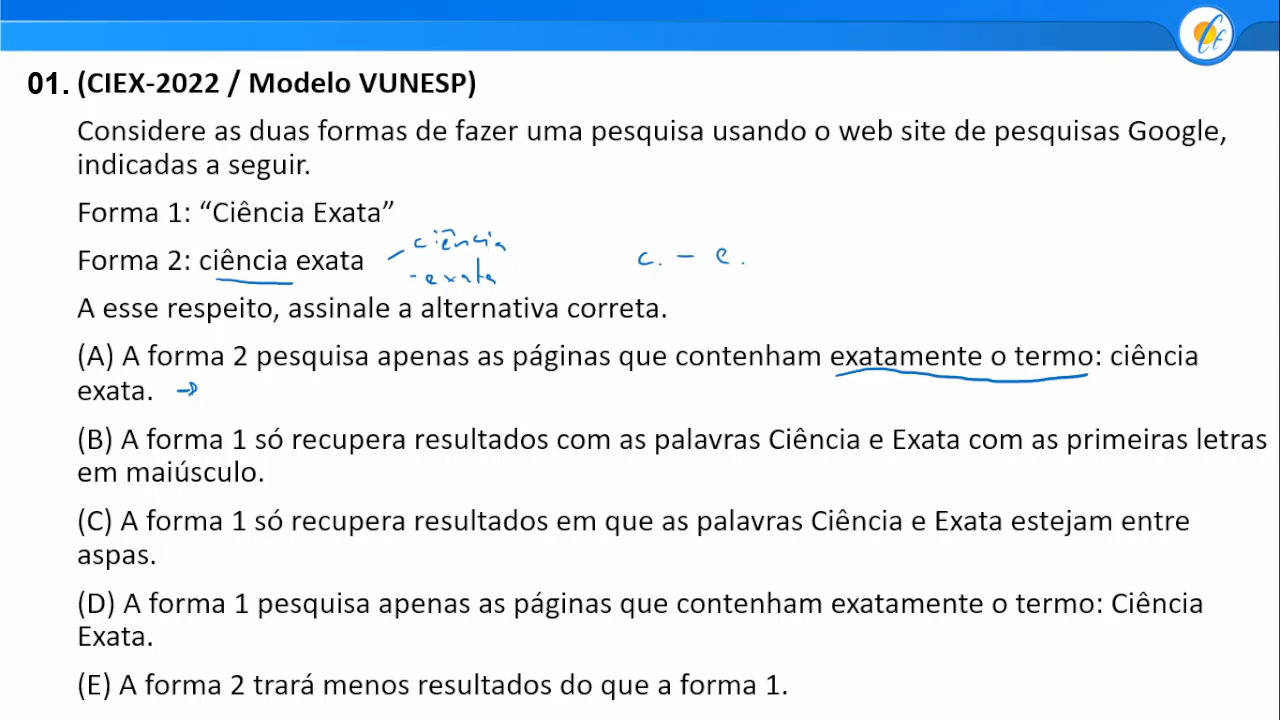 01. (CIEX-2022 / Modelo VUNESP)
Considere as duas formas de fazer uma pesquisa usando o web site de pesquisas Google,
indicadas a seguir.
Forma 1: “Ciência Exata”
Forma 2: ciência exata
ciência
-exata
c. - e.
A esse respeito, assinale a alternativa correta.
(A) A forma 2 pesquisa apenas as páginas que contenham exatamente o termo: ciência
exata.
(B) A forma 1 só recupera resultados com as palavras Ciência e Exata com as primeiras letras
em maiúsculo.
(C) A forma 1 só recupera resultados em que as palavras Ciência e Exata estejam entre
aspas.
(D) A forma 1 pesquisa apenas as páginas que contenham exatamente o termo: Ciência
Exata.
(E) A forma 2 trará menos resultados do que a forma 1.